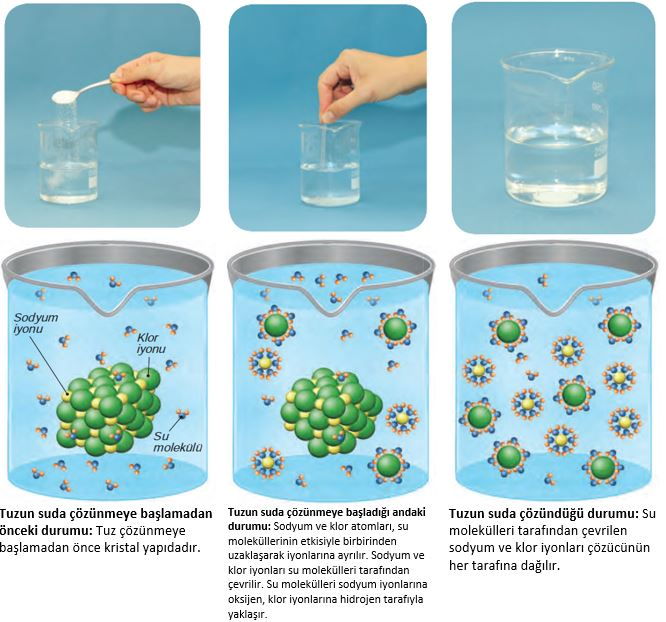 Sodyum
iyonu
Klor
iyonu
Su
molekülü
Tuzun suda çözünmeye başlamadan
önceki durumu: Tuz çözünmeye
başlamadan önce kristal yapıdadır.
Tuzun suda çözünmeye başladığı andaki
durumu: Sodyum ve klor atomları, su
moleküllerinin etkisiyle birbirinden
uzaklaşarak iyonlarına ayrılır. Sodyum ve
klor iyonları su molekülleri tarafından
çevrilir. Su molekülleri sodyum iyonlarına
oksijen, klor iyonlarına hidrojen tarafıyla
yaklaşır.
Tuzun suda çözündüğü durumu: Su
molekülleri tarafından çevrilen
sodyum ve klor iyonları çözücünün
her tarafına dağılır.